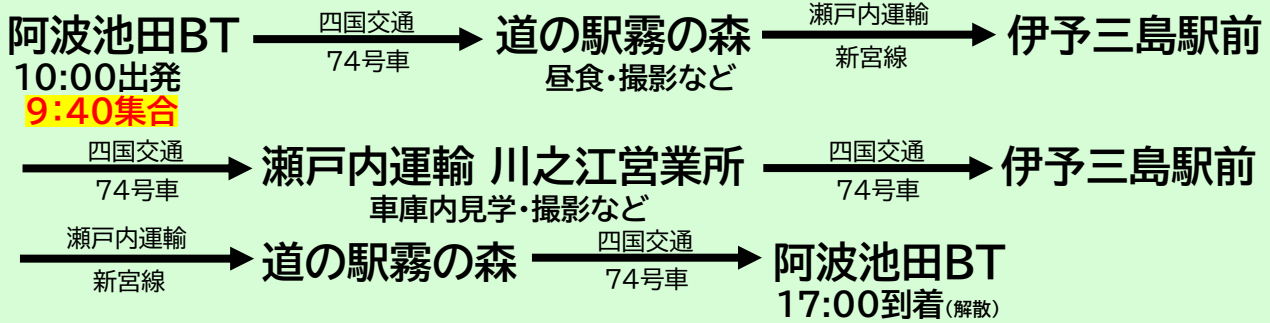 阿波池田BT 四国交通 74号車 道の駅霧の森 瀬戸内運輸 新宮線 伊予三島駅前
10:00出発 昼食・撮影など
9:40集合
四国交通 74号車 瀬戸内運輸 川之江営業所 四国交通 74号車 伊予三島駅前
車庫内見学・撮影など
瀬戸内運輸 新宮線 道の駅霧の森 四国交通 74号車 阿波池田BT
17:00到着(解散)